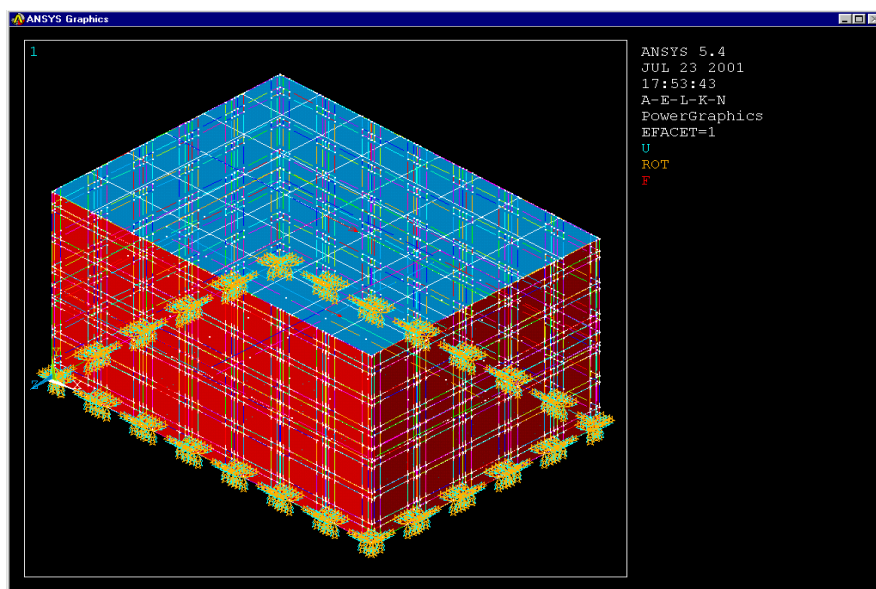 ANSYS Graphics
1
ANSYS 5.4
JUL 23 2001
17:53:43
A-E-L-K-N
PowerGraphics
EFACET=1
U
ROT
F
Z